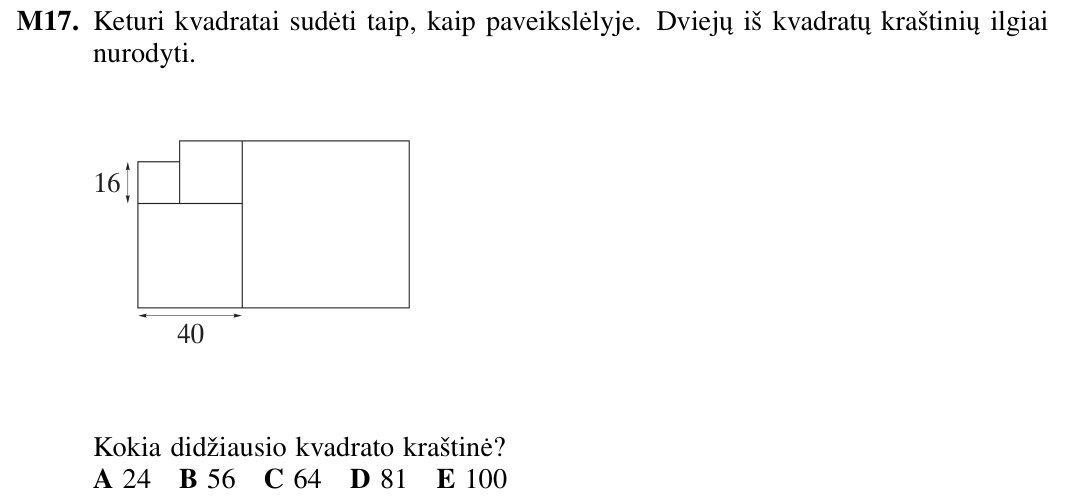 M17. Keturi kvadratai sudėti taip, kaip paveikslėlyje. Dviejų iš kvadratų kraštinių ilgiai
nurodyti.
16
40
Kokia didžiausio kvadrato kraštinė?
A 24 B 56 C 64 D 81 E 100